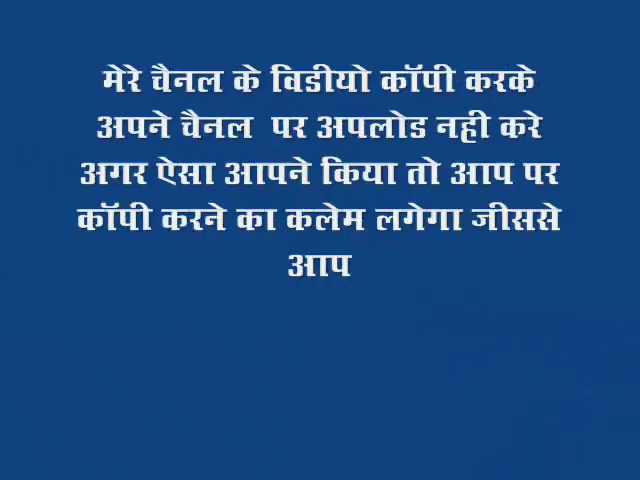 मेरे चैनल के विडीयो कॉपी करके
अपने चैनल पर अपलोड नही करे
अगर ऐसा आपने किया तो आप पर
कॉपी करने का कलेम लगेगा जीससे
आप